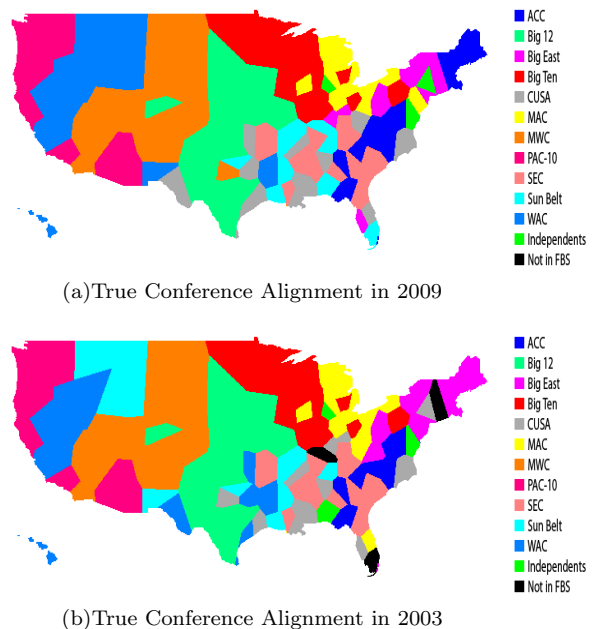 ACC
Big 12
Big East
Big Ten
CUSA
MAC
MWC
PAC-10
SEC
Sun Belt
WAC
Independents
Not in FBS
(a)True Conference Alignment in 2009
ACC
Big 12
Big East
Big Ten
CUSA
MAC
MWC
PAC-10
SEC
Sun Belt
WAC
Independents
Not in FBS
(b)True Conference Alignment in 2003